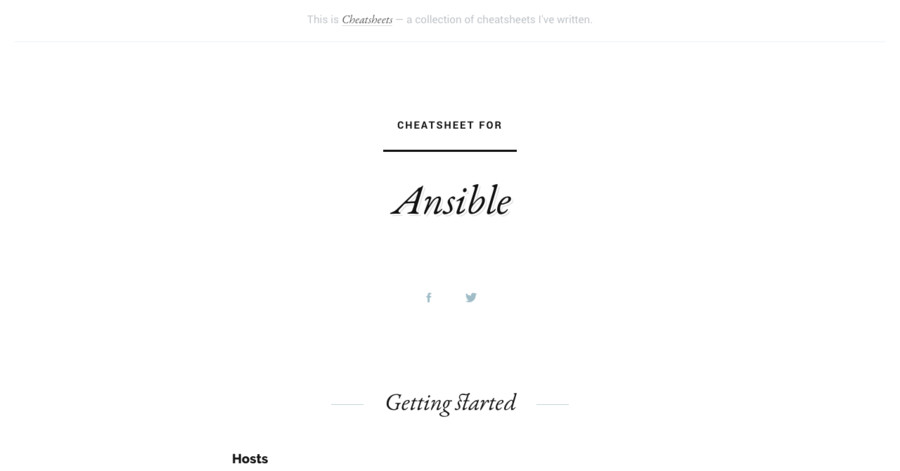 This is Cheatsheets — a collection of cheatsheets I've written.
CHEATSHEET FOR
Ansible
Getting started
Hosts